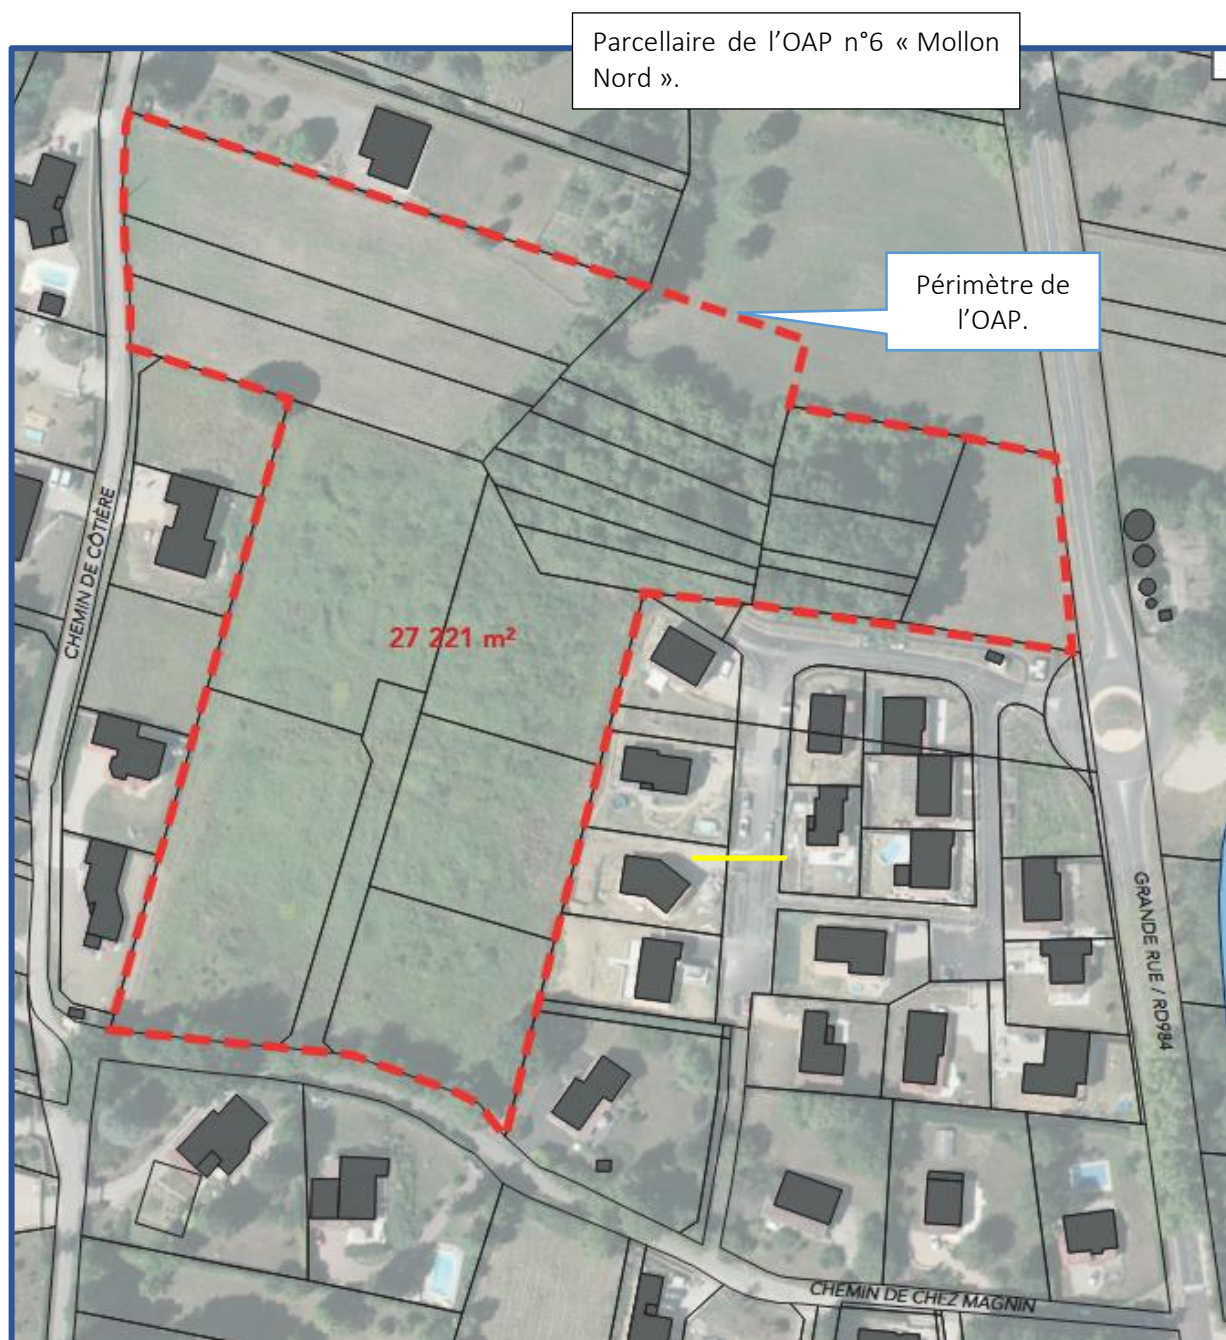 Parcellaire de l’OAP n°6 « Mollon
Nord ».
Périmètre de
l’OAP.
CHEMIN DE CÔTIÈRE
27 221 m²
GRANDE RUE / RD984
CHEMIN DE CHEZ MAGNIN